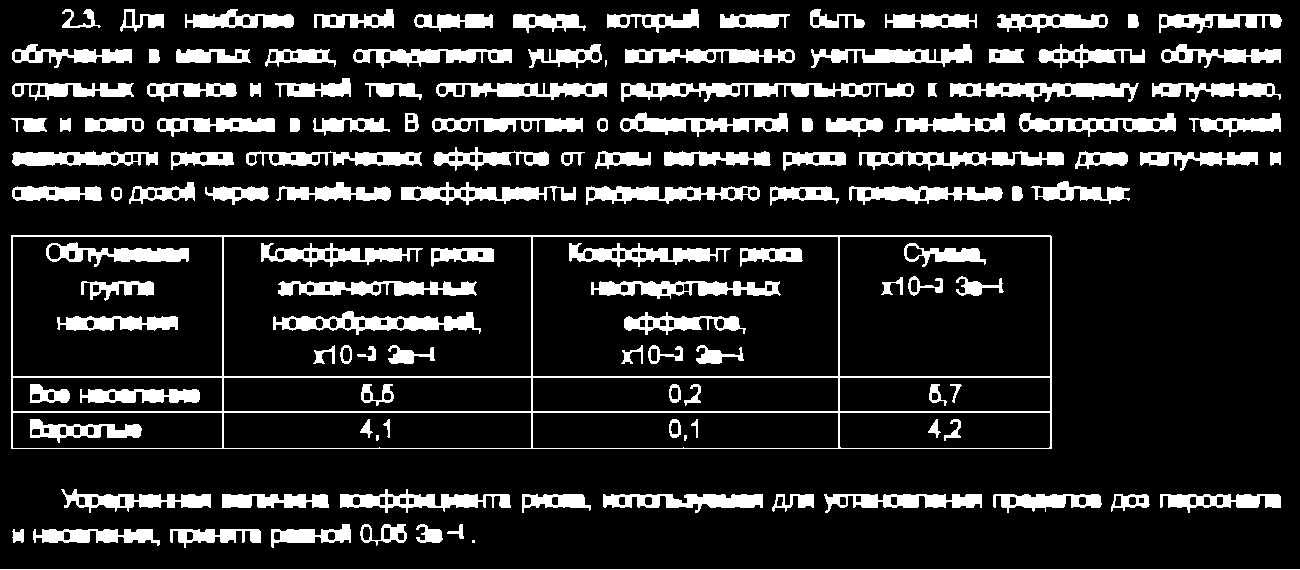 2.3. Для наиболее полной оценки вреда, который может быть нанесен здоровью в результате
облучения в малых дозах, определяется ущерб, количественно учитывающий как эффекты облучения
отдельных органов и тканей тела, отличающиеся радиочувствительностью к ионизирующему излучению,
так и всего организма в целом. В соответствии с общепринятой в мире линейной беспороговой теорией
зависимости риска стохастических эффектов от дозы величина риска пропорциональна дозе излучения и
связана с дозой через линейные коэффициенты радиационного риска, приведенные в таблице:
Облучаемая группа населения
Коэффициент риска злокачественных новообразований, x10⁻² Зв⁻¹
Коэффициент риска наследственных эффектов, x10⁻² Зв⁻¹
Сумма, x10⁻² Зв⁻¹
Все население 5,5 0,2 5,7
Взрослые 4,1 0,1 4,2
Усредненная величина коэффициента риска, используемая для установления пределов доз персонала
и населения, принята равной 0,05 Зв⁻¹.